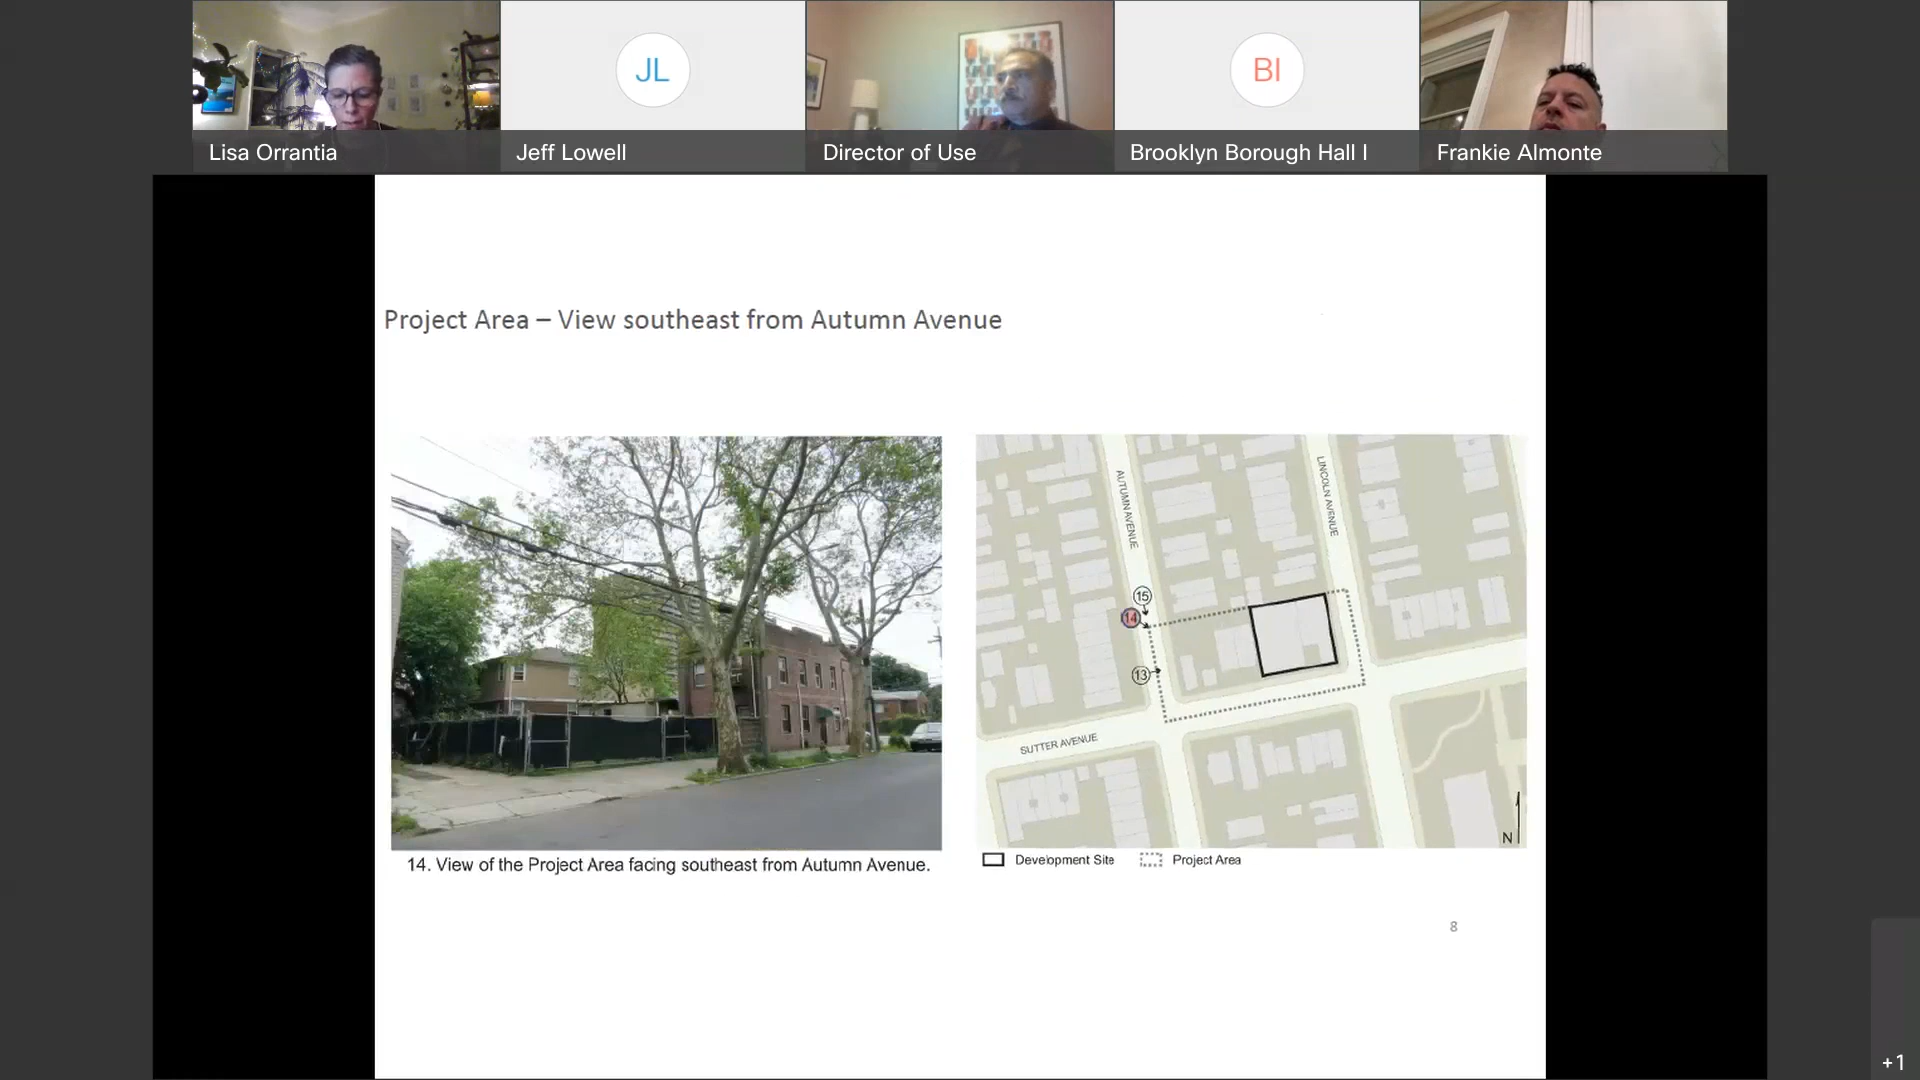 JL
BI
Lisa Orrantia
Jeff Lowell
Director of Use
Brooklyn Borough Hall I
Frankie Almonte
Project Area – View southeast from Autumn Avenue
AUTUMN AVENUE
LINCOLN AVENUE
15
14
13
SUTTER AVENUE
N
14. View of the Project Area facing southeast from Autumn Avenue.
Development Site
Project Area
8
+1